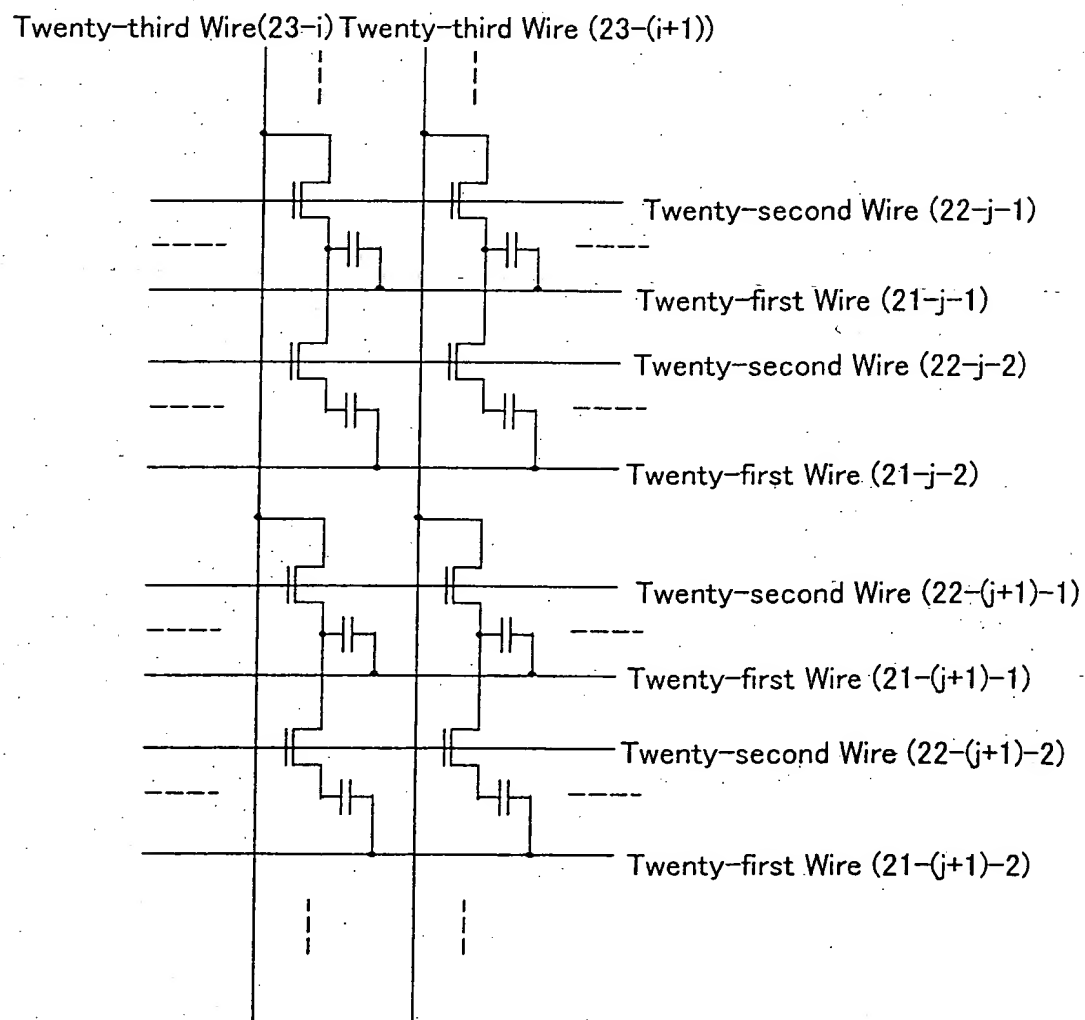 Twenty-third Wire(23-i) Twenty-third Wire (23-(i+1))
Twenty-second Wire (22-j-1)
Twenty-first Wire (21-j-1)
Twenty-second Wire (22-j-2)
Twenty-first Wire (21-j-2)
Twenty-second Wire (22-(j+1)-1)
Twenty-first Wire (21-(j+1)-1)
Twenty-second Wire (22-(j+1)-2)
Twenty-first Wire (21-(j+1)-2)